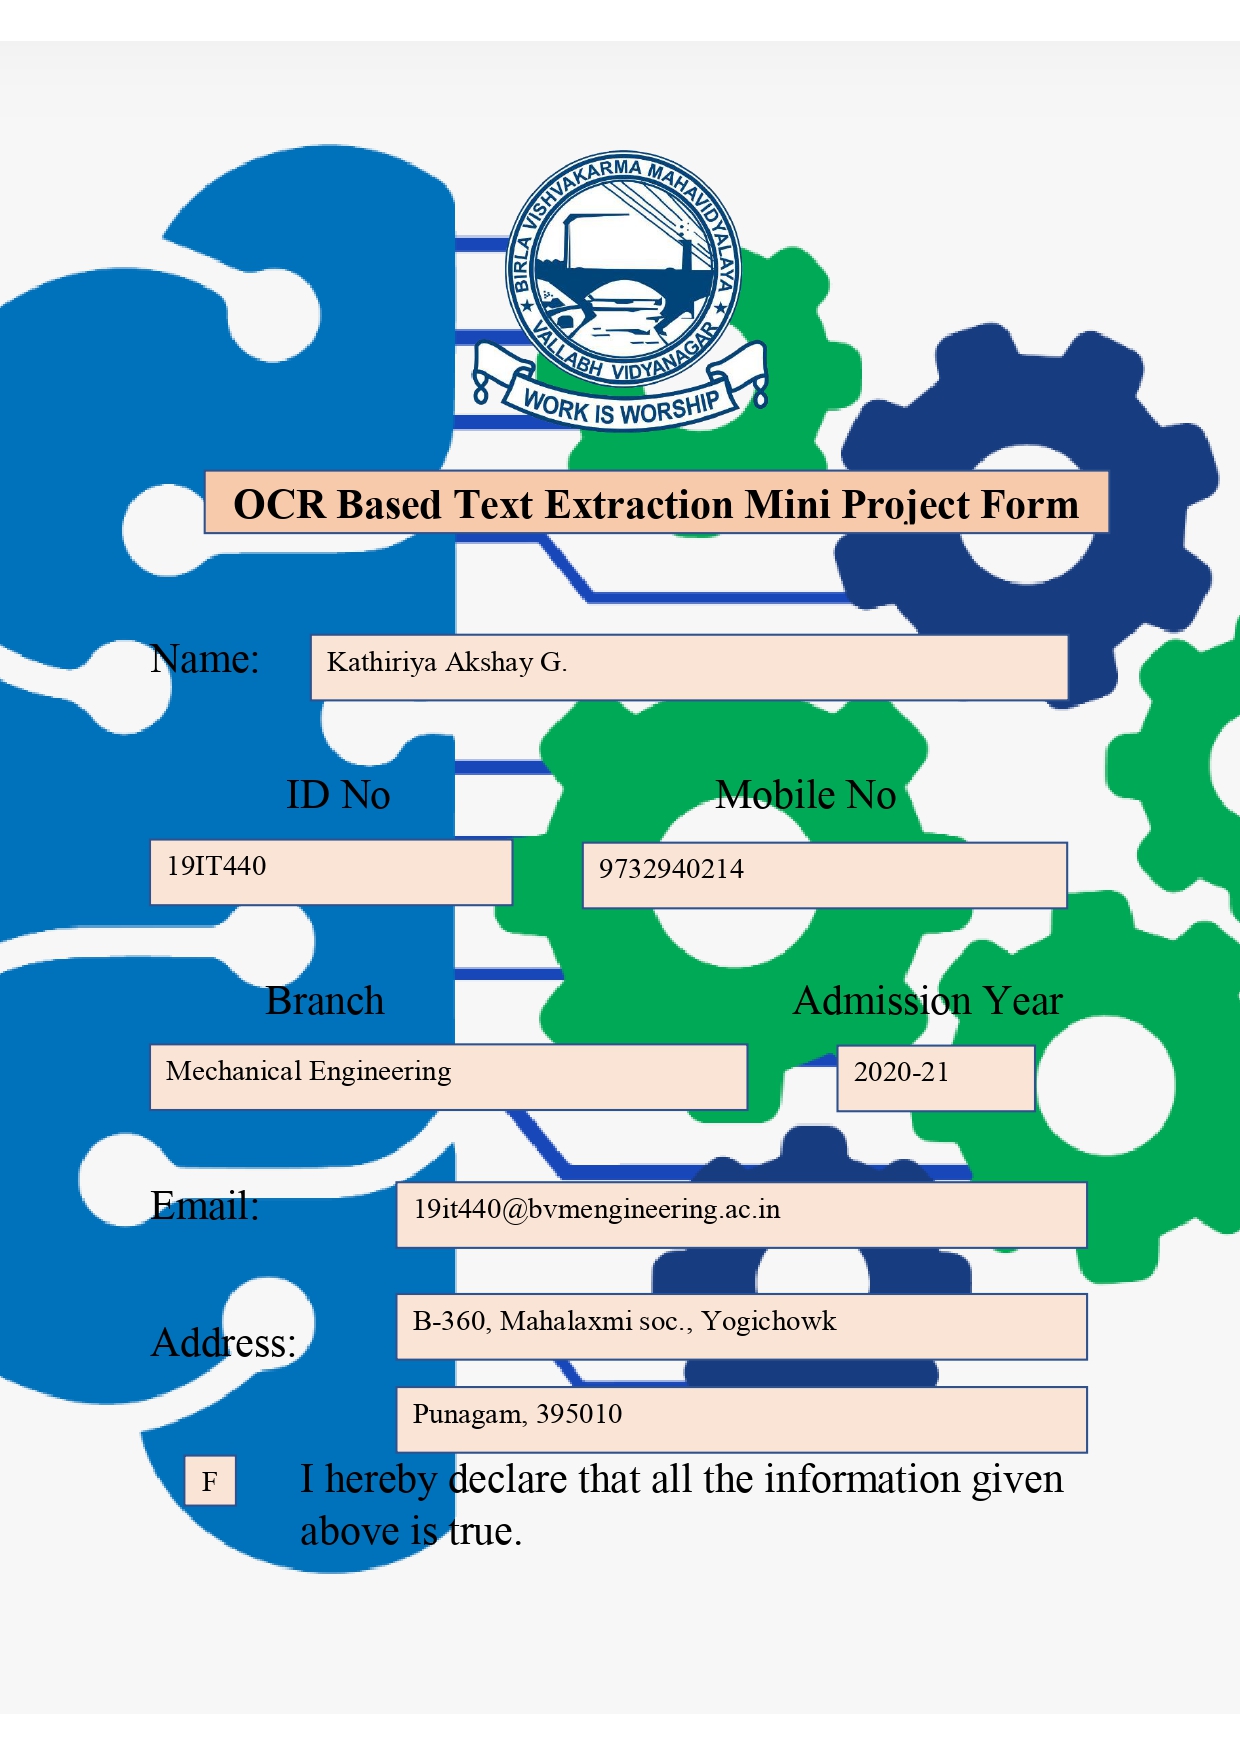 BIRLA VISHVAKARMA MAHAVIDYALAYA
★ VALLABH VIDYANAGAR ★
WORK IS WORSHIP
OCR Based Text Extraction Mini Project Form
Name: Kathiriya Akshay G.
ID No Mobile No
19IT440 9732940214
Branch Admission Year
Mechanical Engineering 2020-21
Email: 19it440@bvmengineering.ac.in
Address: B-360, Mahalaxmi soc., Yogichowk
Punagam, 395010
F I hereby declare that all the information given
above is true.